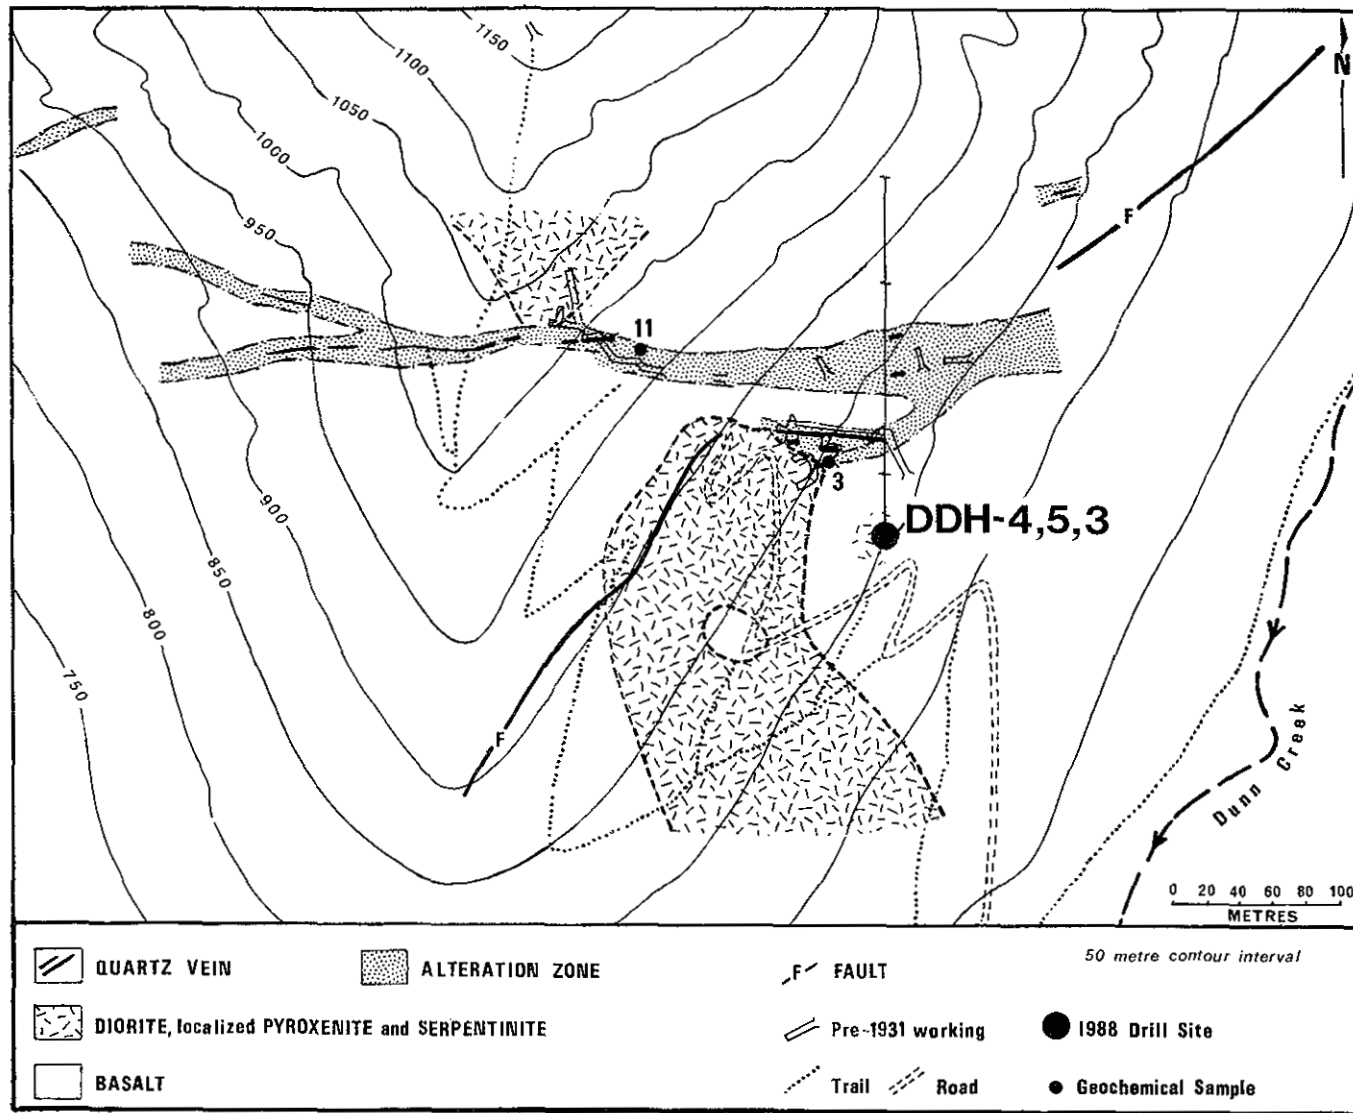 1150
1100
1050
1000
950
900
850
800
750
N
F
11
3
DDH-4,5,3
F
Dunn Creek
0 20 40 60 80 100
METRES
QUARTZ VEIN
ALTERATION ZONE
F FAULT
50 metre contour interval
DIORITE, localized PYROXENITE and SERPENTINITE
Pre-1931 working
1988 Drill Site
BASALT
Trail
Road
Geochemical Sample